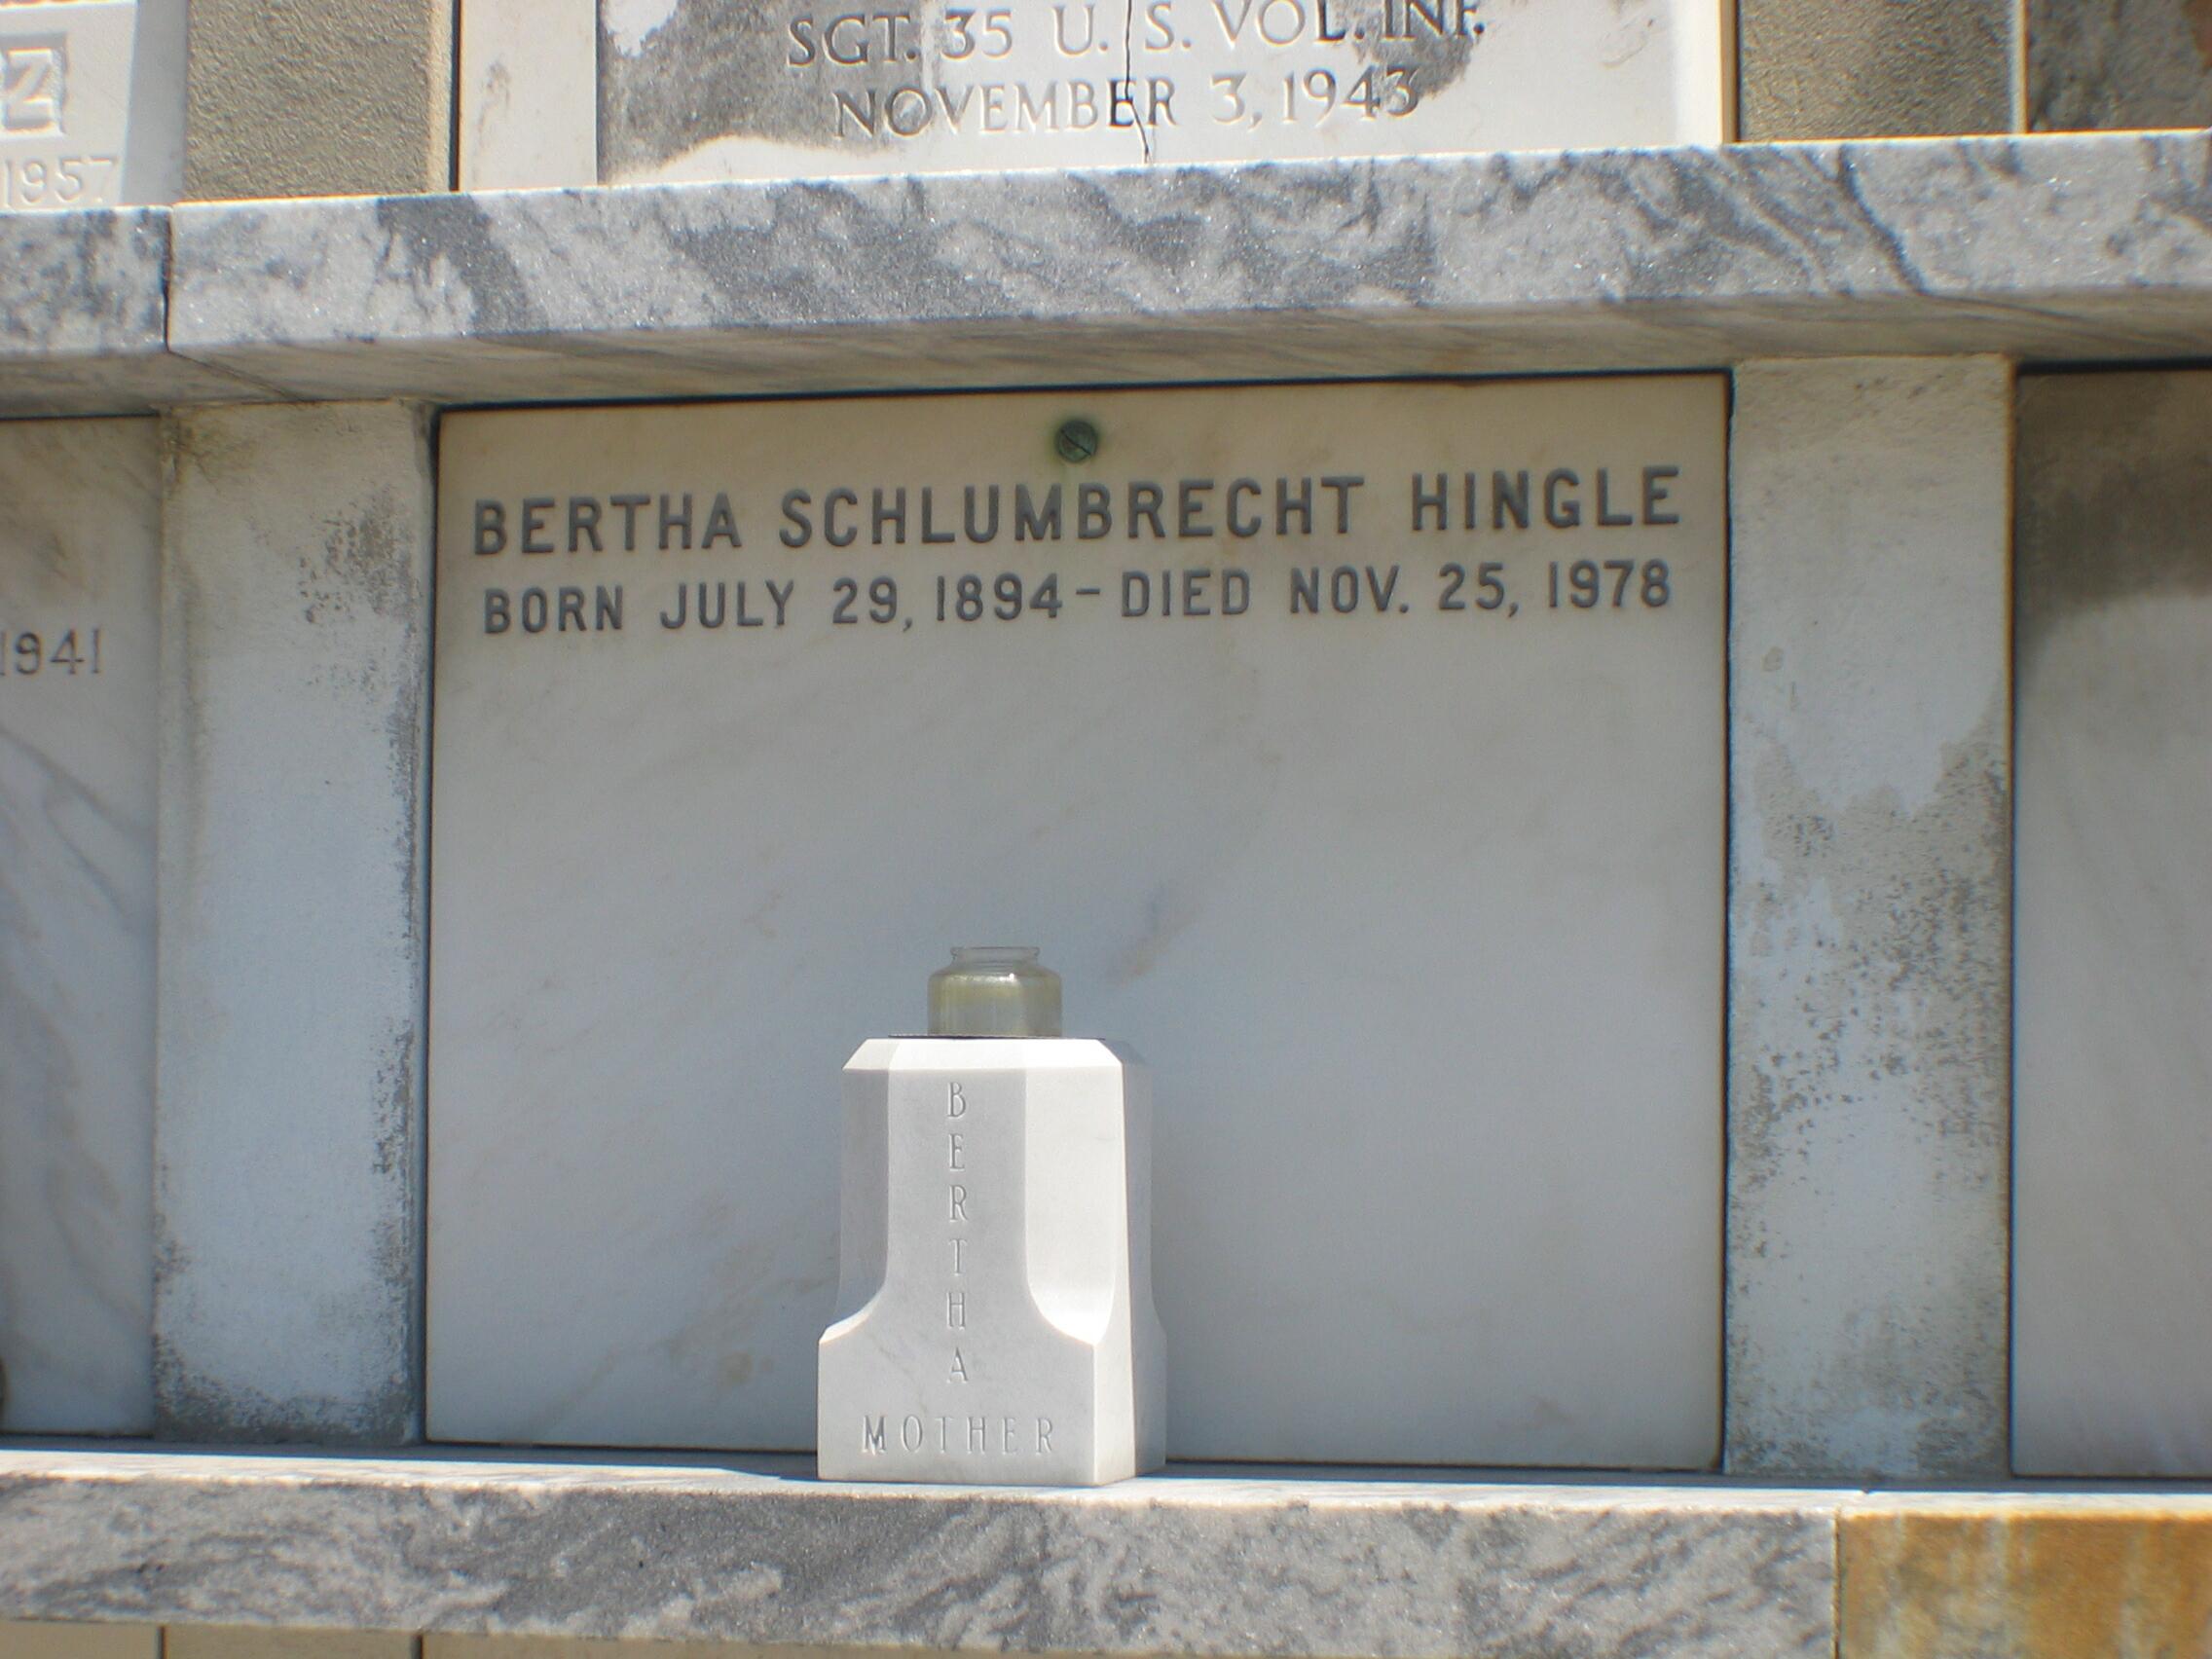 SGT. 35 U. S. VOL. INF.
NOVEMBER 3, 1943
Z
1957
BERTHA SCHLUMBRECHT HINGLE
BORN JULY 29, 1894 - DIED NOV. 25, 1978
1941
BERTHA
MOTHER